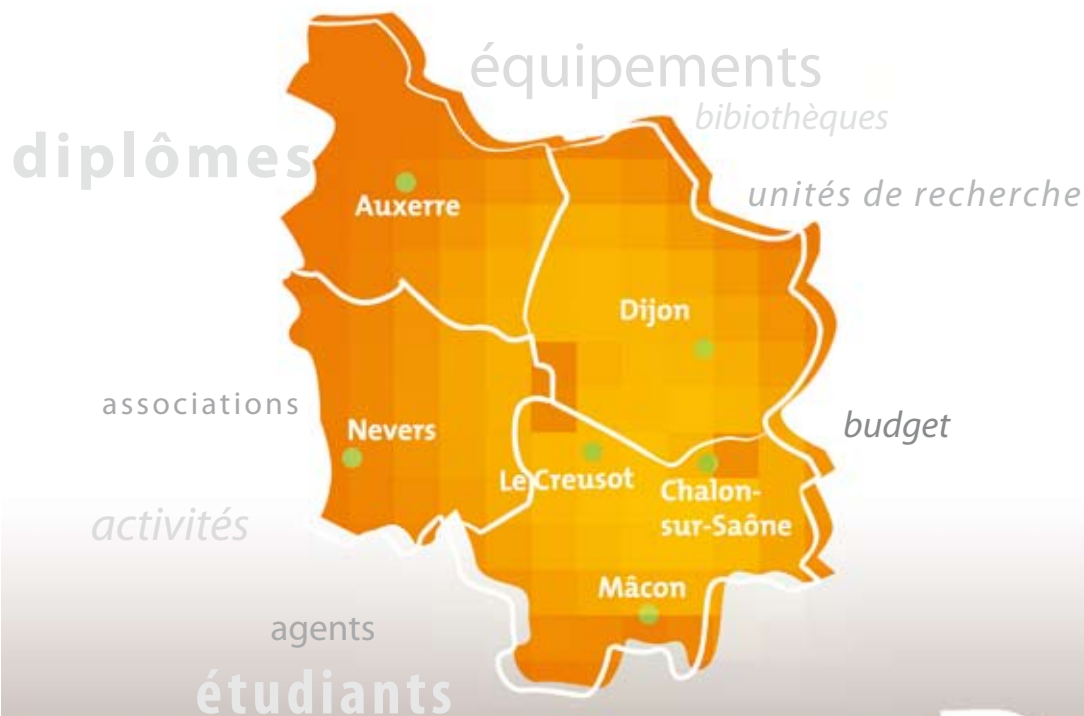 équipements
bibiothèques
diplômes
unités de recherche
Auxerre
Dijon
associations
budget
Nevers
Le Creusot
Chalon-
sur-Saône
activités
Mâcon
agents
étudiants